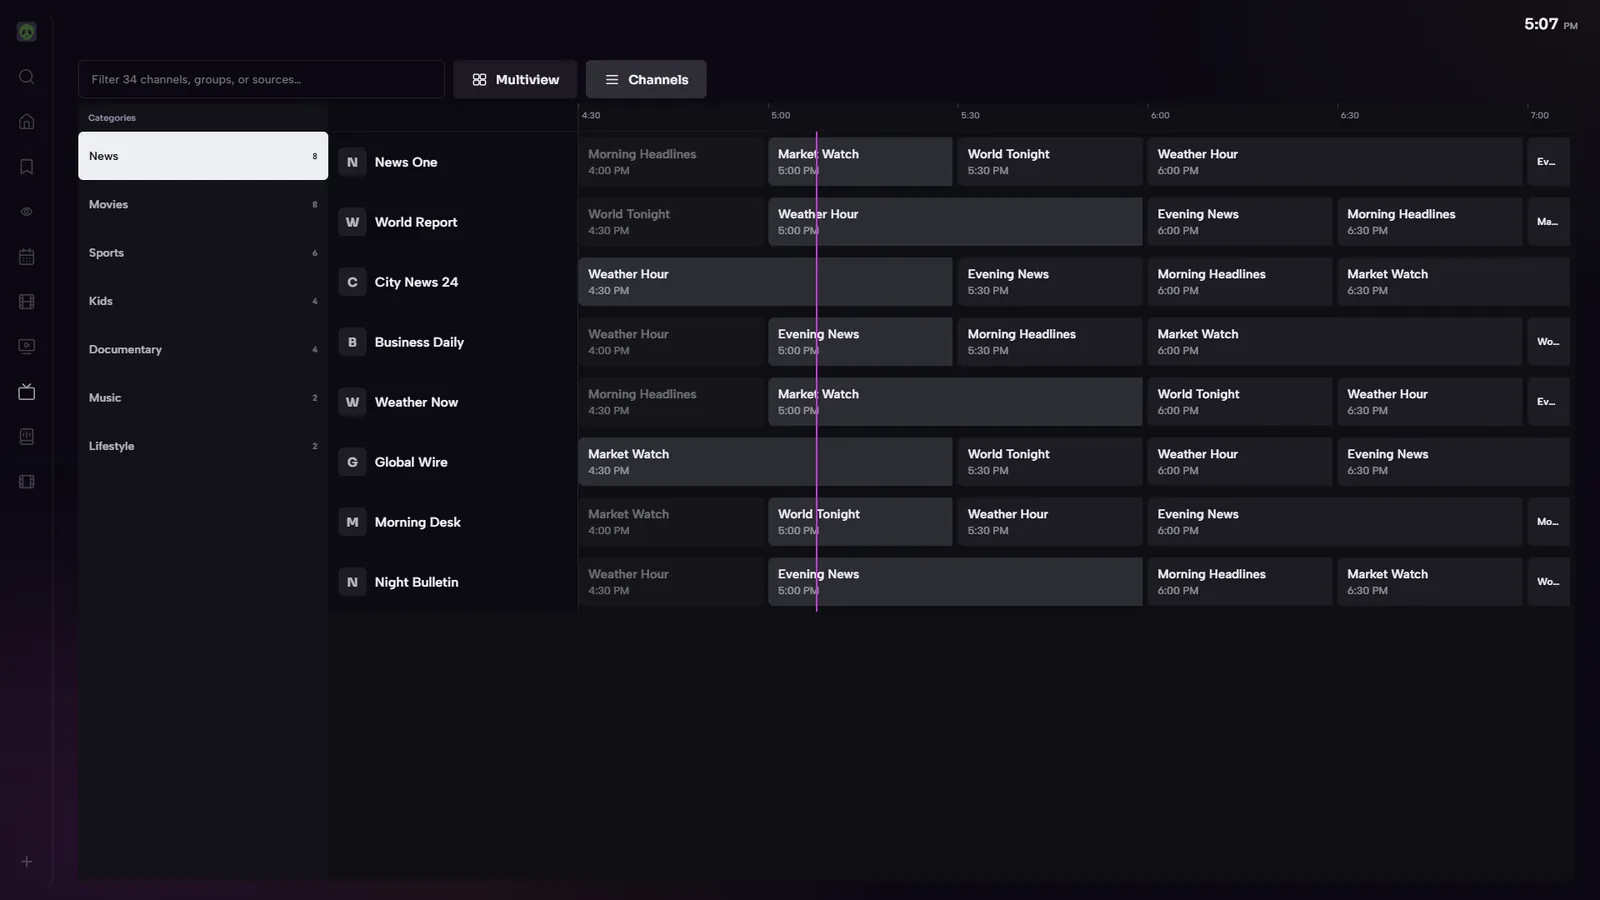 5:07 PM
Filter 34 channels, groups, or sources...
Multiview
Channels
Categories
4:30 5:00 5:30 6:00 6:30 7:00
News 8
Movies 8
Sports 6
Kids 4
Documentary 4
Music 2
Lifestyle 2
N News One
Morning Headlines Market Watch World Tonight Weather Hour Ev...
4:00 PM 5:00 PM 5:30 PM 6:00 PM
W World Report
World Tonight Weather Hour Evening News Morning Headlines Ma...
4:30 PM 5:00 PM 6:00 PM 6:30 PM
C City News 24
Weather Hour Evening News Morning Headlines Market Watch
4:30 PM 5:30 PM 6:00 PM 6:30 PM
B Business Daily
Weather Hour Evening News Morning Headlines Market Watch Wo...
4:00 PM 5:00 PM 5:30 PM 6:00 PM
W Weather Now
Morning Headlines Market Watch World Tonight Weather Hour Ev...
4:30 PM 5:00 PM 6:00 PM 6:30 PM
G Global Wire
Market Watch World Tonight Weather Hour Evening News
4:30 PM 5:30 PM 6:00 PM 6:30 PM
M Morning Desk
Market Watch World Tonight Weather Hour Evening News Mo...
4:00 PM 5:00 PM 5:30 PM 6:00 PM
N Night Bulletin
Weather Hour Evening News Morning Headlines Market Watch Wo...
4:30 PM 5:00 PM 6:00 PM 6:30 PM